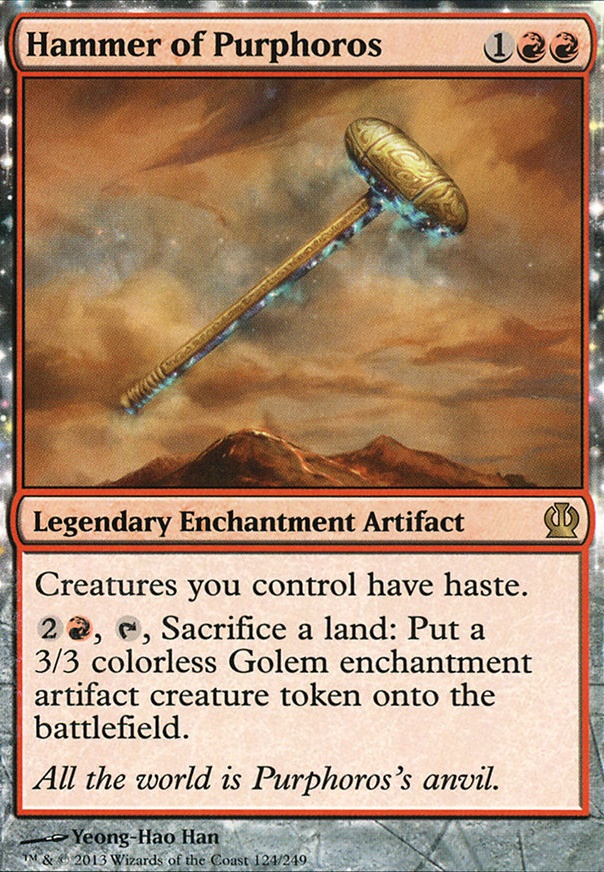 Hammer of Purphoros 1
Legendary Enchantment Artifact
Creatures you control have haste.
2 , , Sacrifice a land: Put a
3/3 colorless Golem enchantment
artifact creature token onto the
battlefield.
All the world is Purphoros's anvil.
Yeong-Hao Han
™ & © 2013 Wizards of the Coast 124/249